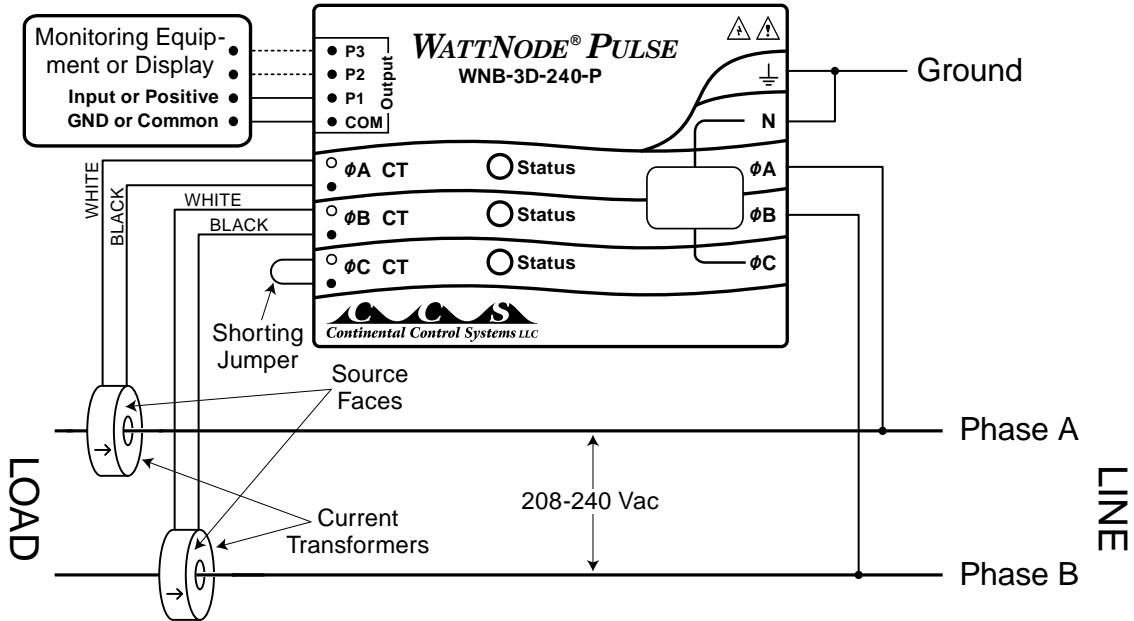 Monitoring Equip-
ment or Display
Input or Positive
GND or Common
P3
P2
P1
COM
Output
WATTNODE® PULSE
WNB-3D-240-P
Ground
N
ϕA CT
Status
ϕA
ϕB CT
Status
ϕB
ϕC CT
Status
ϕC
WHITE
BLACK
WHITE
BLACK
CCS
Continental Control Systems LLC
Shorting
Jumper
Source
Faces
Phase A
LOAD
LINE
208-240 Vac
Current
Transformers
Phase B